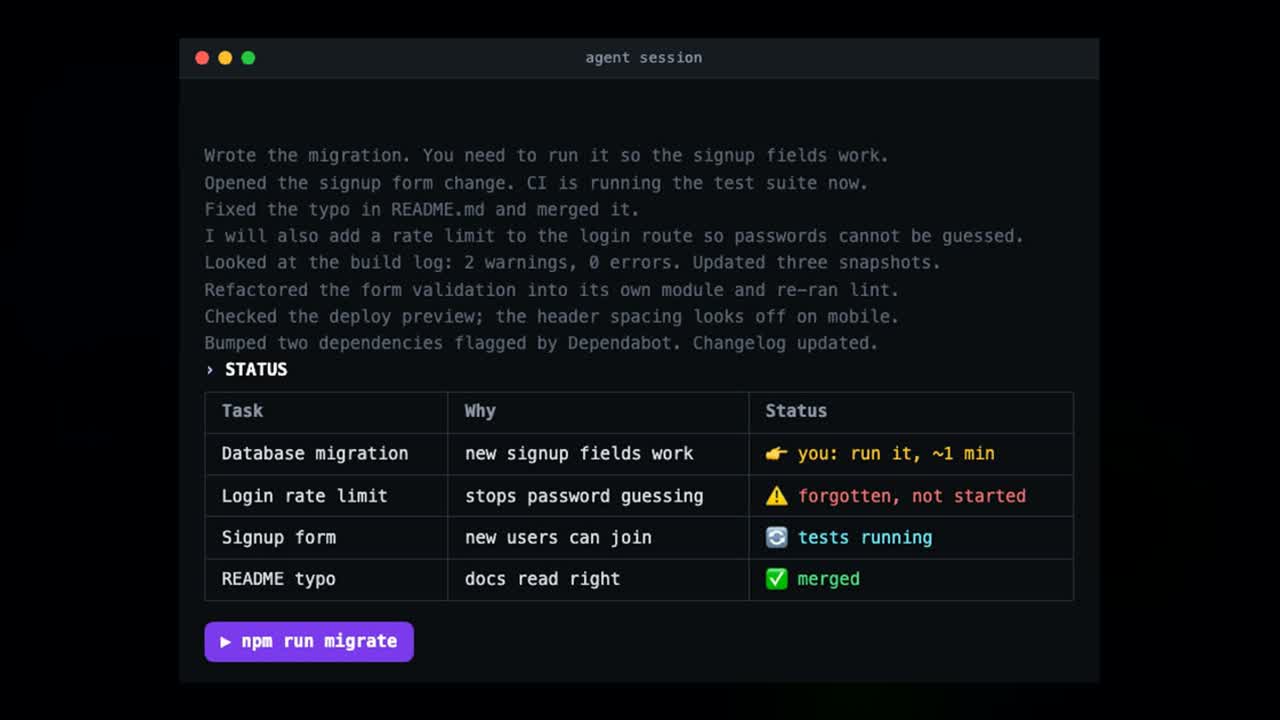 agent session
Wrote the migration. You need to run it so the signup fields work.
Opened the signup form change. CI is running the test suite now.
Fixed the typo in README.md and merged it.
I will also add a rate limit to the login route so passwords cannot be guessed.
Looked at the build log: 2 warnings, 0 errors. Updated three snapshots.
Refactored the form validation into its own module and re-ran lint.
Checked the deploy preview; the header spacing looks off on mobile.
Bumped two dependencies flagged by Dependabot. Changelog updated.
› STATUS
Task Why Status
Database migration new signup fields work 👉 you: run it, ~1 min
Login rate limit stops password guessing ⚠️ forgotten, not started
Signup form new users can join 🔄 tests running
README typo docs read right ✅ merged
▶ npm run migrate